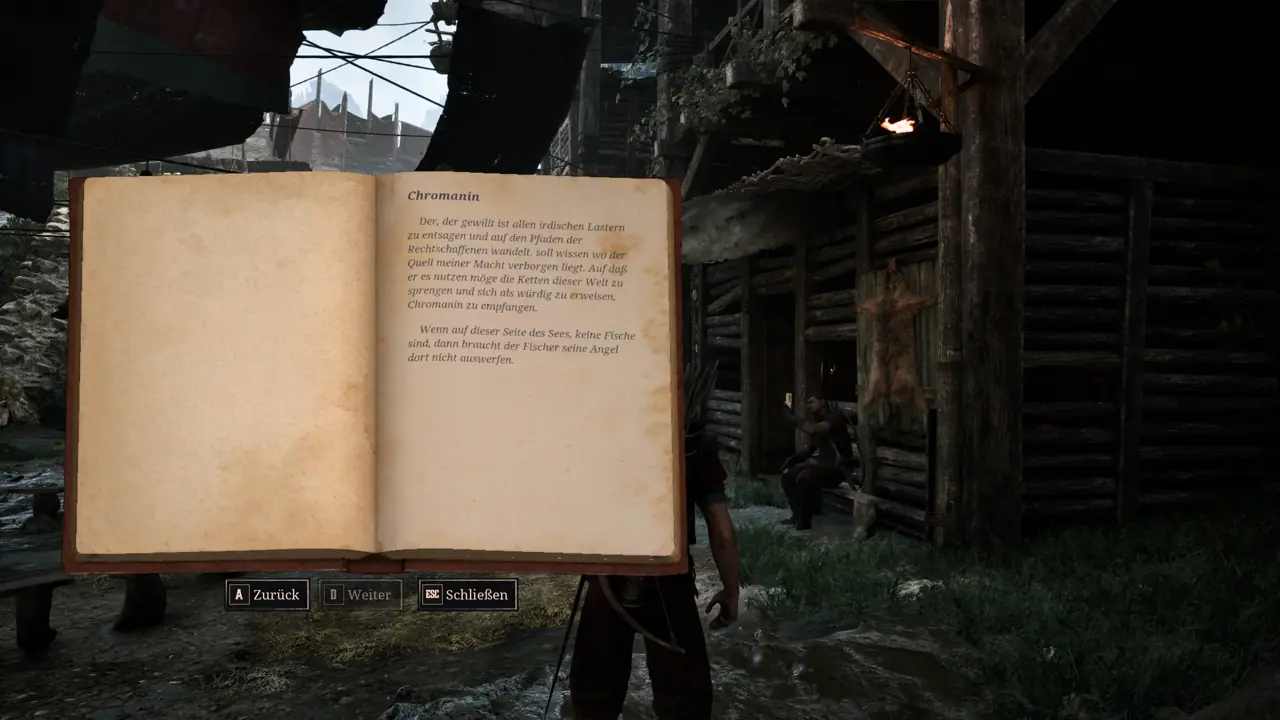 Chromanin
Der, der gewillt ist allen irdischen Lastern
zu entsagen und auf den Pfaden der
Rechtschaffenen wandelt, soll wissen wo der
Quell meiner Macht verborgen liegt. Auf daß
er es nutzen möge die Ketten dieser Welt zu
sprengen und sich als würdig zu erweisen,
Chromanin zu empfangen.
Wenn auf dieser Seite des Sees, keine Fische
sind, dann braucht der Fischer seine Angel
dort nicht auswerfen.
A Zurück D Weiter ESC Schließen